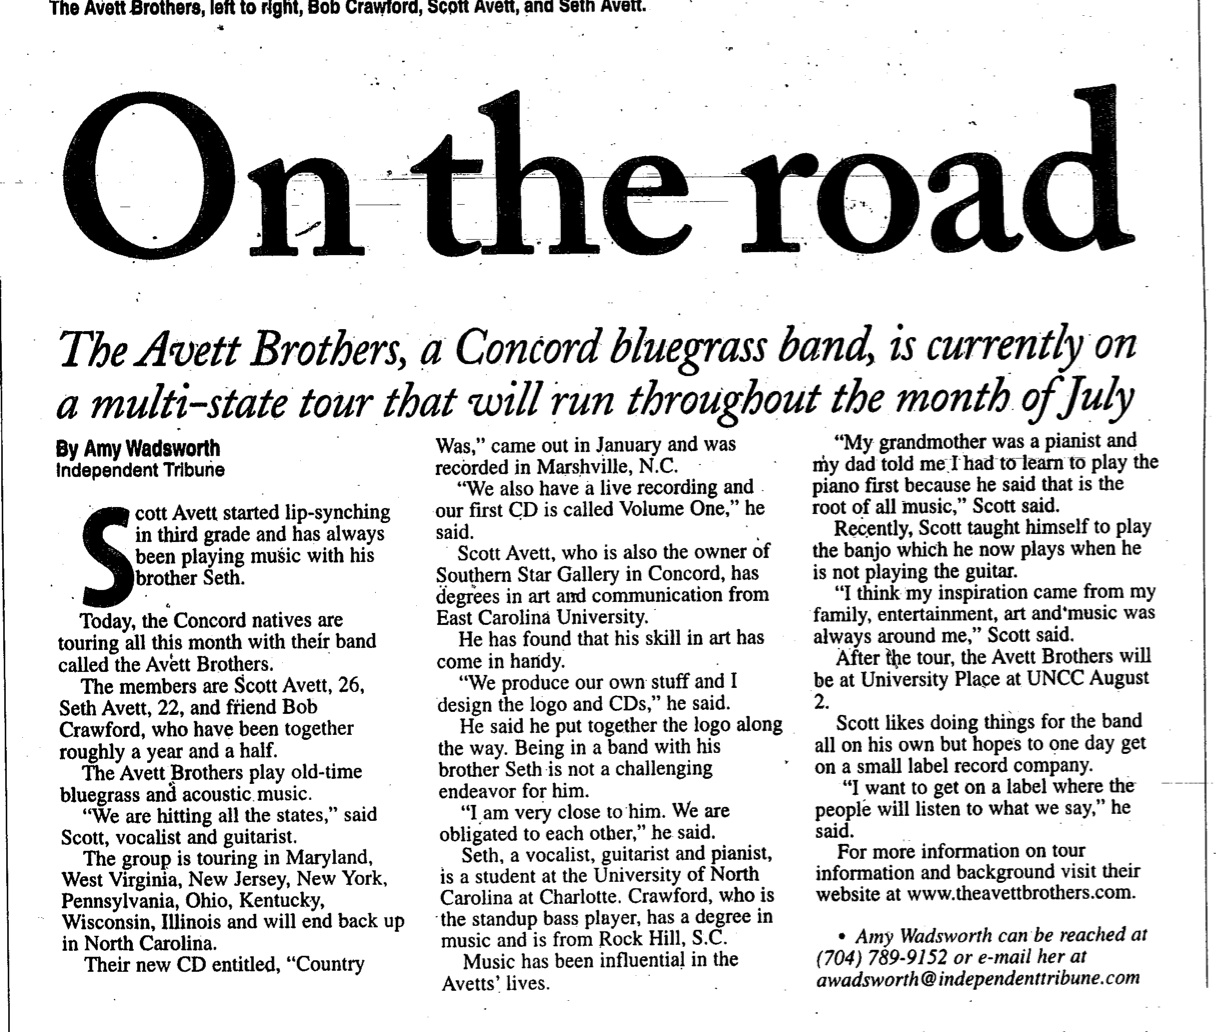 The Avett Brothers, left to right, Bob Crawford, Scott Avett, and Seth Avett.
On the road
The Avett Brothers, a Concord bluegrass band, is currently on
a multi-state tour that will run throughout the month of July
By Amy Wadsworth
Independent Tribune
Scott Avett started lip-synching
in third grade and has always
been playing music with his
brother Seth.
Today, the Concord natives are
touring all this month with their band
called the Avett Brothers.
The members are Scott Avett, 26,
Seth Avett, 22, and friend Bob
Crawford, who have been together
roughly a year and a half.
The Avett Brothers play old-time
bluegrass and acoustic music.
“We are hitting all the states,” said
Scott, vocalist and guitarist.
The group is touring in Maryland,
West Virginia, New Jersey, New York,
Pennsylvania, Ohio, Kentucky,
Wisconsin, Illinois and will end back up
in North Carolina.
Their new CD entitled, “Country
Was,” came out in January and was
recorded in Marshville, N.C.
“We also have a live recording and
our first CD is called Volume One,” he
said.
Scott Avett, who is also the owner of
Southern Star Gallery in Concord, has
degrees in art and communication from
East Carolina University.
He has found that his skill in art has
come in handy.
“We produce our own stuff and I
design the logo and CDs,” he said.
He said he put together the logo along
the way. Being in a band with his
brother Seth is not a challenging
endeavor for him.
“I am very close to him. We are
obligated to each other,” he said.
Seth, a vocalist, guitarist and pianist,
is a student at the University of North
Carolina at Charlotte. Crawford, who is
the standup bass player, has a degree in
music and is from Rock Hill, S.C.
Music has been influential in the
Avetts’ lives.
“My grandmother was a pianist and
my dad told me I had to learn to play the
piano first because he said that is the
root of all music,” Scott said.
Recently, Scott taught himself to play
the banjo which he now plays when he
is not playing the guitar.
“I think my inspiration came from my
family, entertainment, art and music was
always around me,” Scott said.
After the tour, the Avett Brothers will
be at University Place at UNCC August
2.
Scott likes doing things for the band
all on his own but hopes to one day get
on a small label record company.
“I want to get on a label where the
people will listen to what we say,” he
said.
For more information on tour
information and background visit their
website at www.theavettbrothers.com.
• Amy Wadsworth can be reached at
(704) 789-9152 or e-mail her at
awadsworth@independenttribune.com